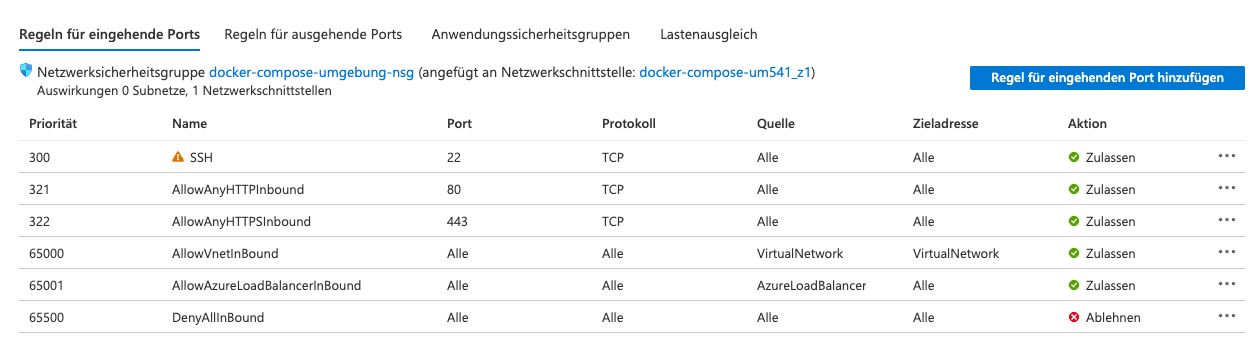 Regeln für eingehende Ports Regeln für ausgehende Ports Anwendungssicherheitsgruppen Lastenausgleich
Netzwerksicherheitsgruppe docker-compose-umgebung-nsg (angefügt an Netzwerkschnittstelle: docker-compose-um541_z1)
Auswirkungen 0 Subnetze, 1 Netzwerkschnittstellen
Regel für eingehenden Port hinzufügen
Priorität Name Port Protokoll Quelle Zieladresse Aktion
300 SSH 22 TCP Alle Alle Zulassen
321 AllowAnyHTTPInbound 80 TCP Alle Alle Zulassen
322 AllowAnyHTTPSInbound 443 TCP Alle Alle Zulassen
65000 AllowVnetInBound Alle Alle VirtualNetwork VirtualNetwork Zulassen
65001 AllowAzureLoadBalancerInBound Alle Alle AzureLoadBalancer Alle Zulassen
65500 DenyAllInBound Alle Alle Alle Alle Ablehnen